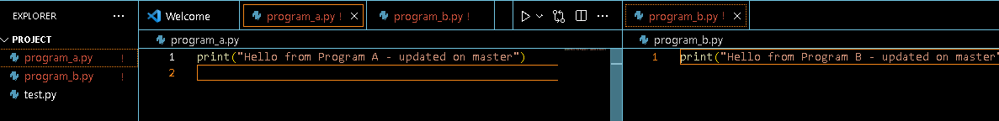 EXPLORER
PROJECT
program_a.py !
program_b.py !
test.py
Welcome
program_a.py !
program_b.py !
program_a.py
1 print("Hello from Program A - updated on master")
2
program_b.py !
program_b.py
1 print("Hello from Program B - updated on master"